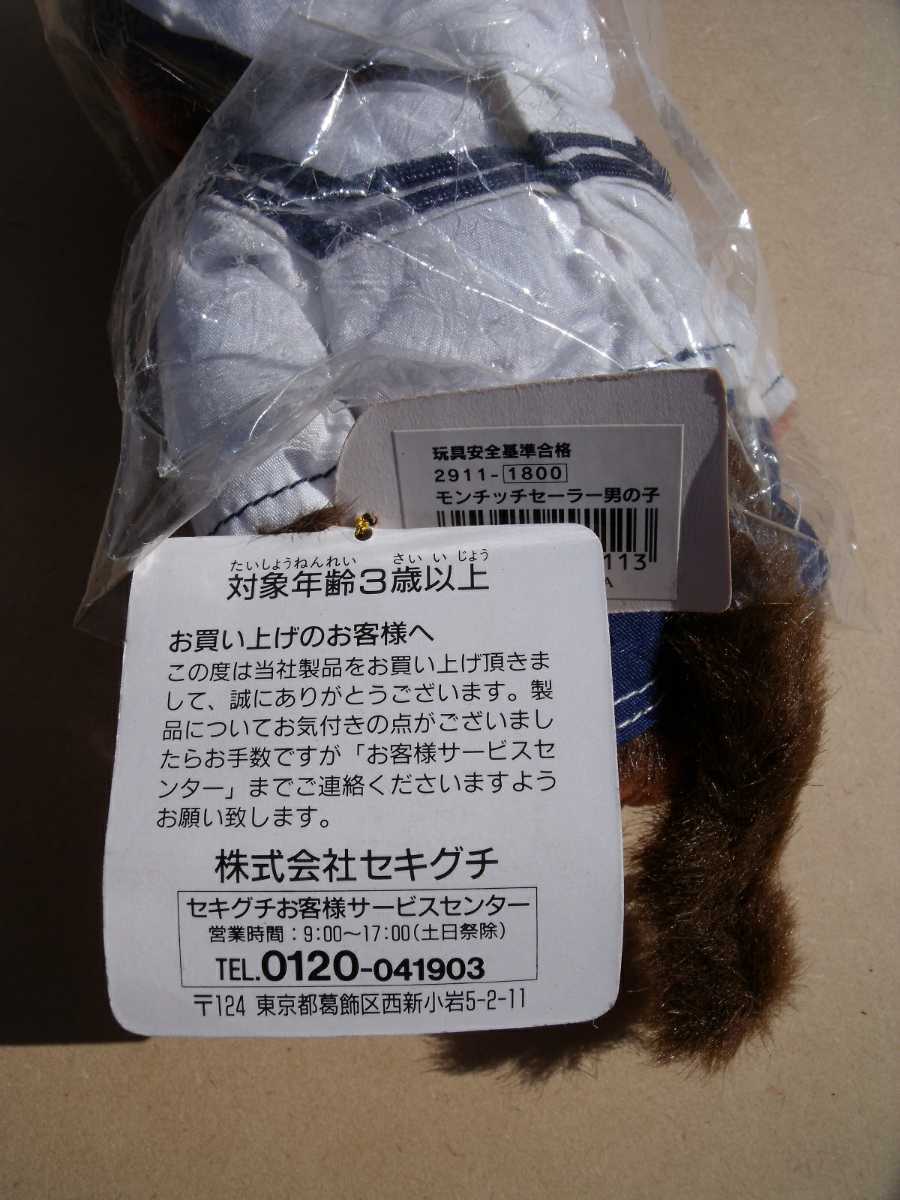 玩具安全基準合格
2911-1800
モンチッチセーラー男の子
113
A
たいしょうねんれい さいいじょう
対象年齢3歳以上
お買い上げのお客様へ
この度は当社製品をお買い上げ頂きま
して、誠にありがとうございます。製
品についてお気付きの点がございまし
たらお手数ですが「お客様サービスセ
ンター」までご連絡くださいますよう
お願い致します。
株式会社セキグチ
セキグチお客様サービスセンター
営業時間:9:00〜17:00(土日祭除)
TEL.0120-041903
〒124 東京都葛飾区西新小岩5-2-11